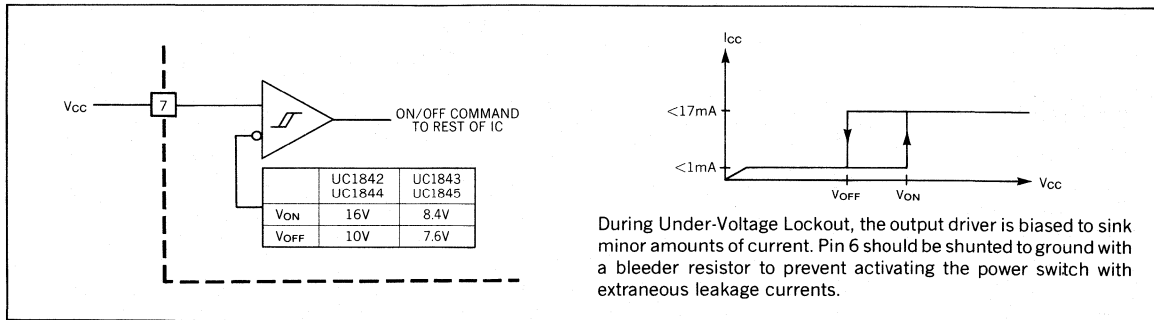 Vcc
7
ON/OFF COMMAND
TO REST OF IC
UC1842 UC1843
UC1844 UC1845
VON 16V 8.4V
VOFF 10V 7.6V
Icc
<17mA
<1mA
VOFF VON
Vcc
During Under-Voltage Lockout, the output driver is biased to sink
minor amounts of current. Pin 6 should be shunted to ground with
a bleeder resistor to prevent activating the power switch with
extraneous leakage currents.